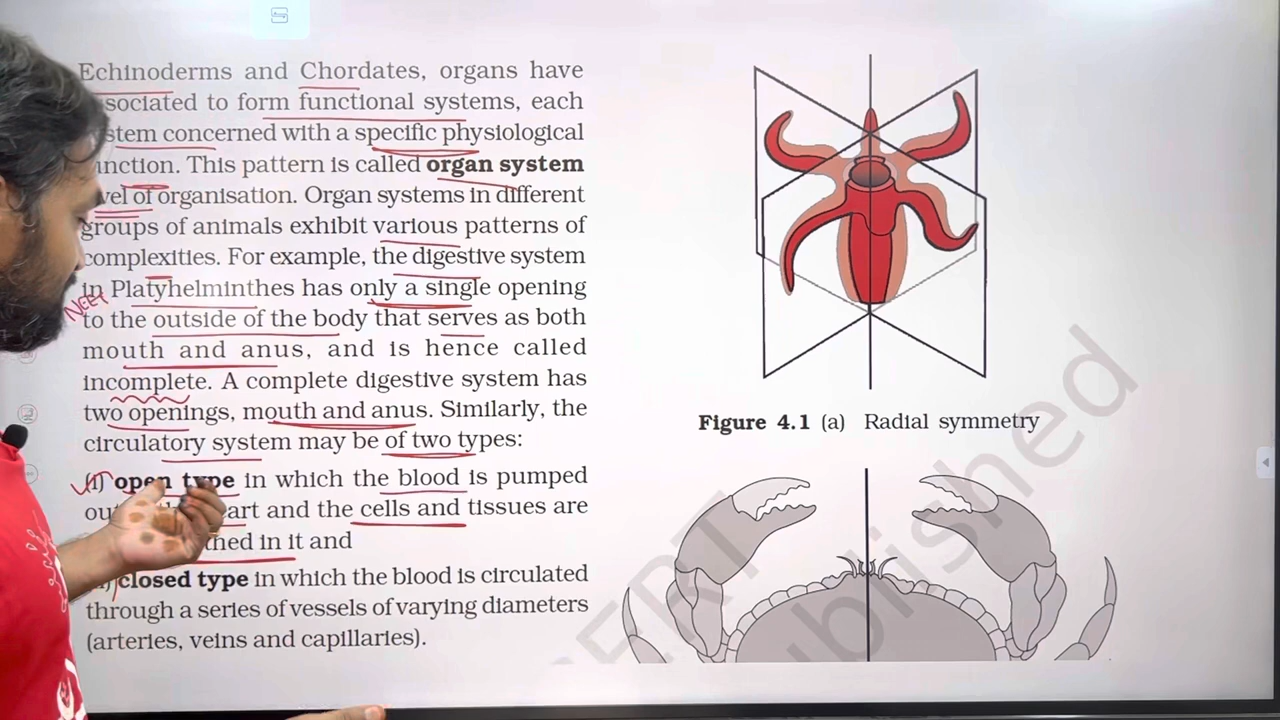 Echinoderms and Chordates, organs have
sociated to form functional systems, each
stem concerned with a specific physiological
unction. This pattern is called organ system
vel of organisation. Organ systems in different
groups of animals exhibit various patterns of
complexities. For example, the digestive system
in Platyhelminthes has only a single opening
NEET
to the outside of the body that serves as both
mouth and anus, and is hence called
incomplete. A complete digestive system has
two openings, mouth and anus. Similarly, the
circulatory system may be of two types:
(i) open type in which the blood is pumped
out art and the cells and tissues are
hed in it and
closed type in which the blood is circulated
through a series of vessels of varying diameters
(arteries, veins and capillaries).
Figure 4.1 (a) Radial symmetry
ERT
ublished